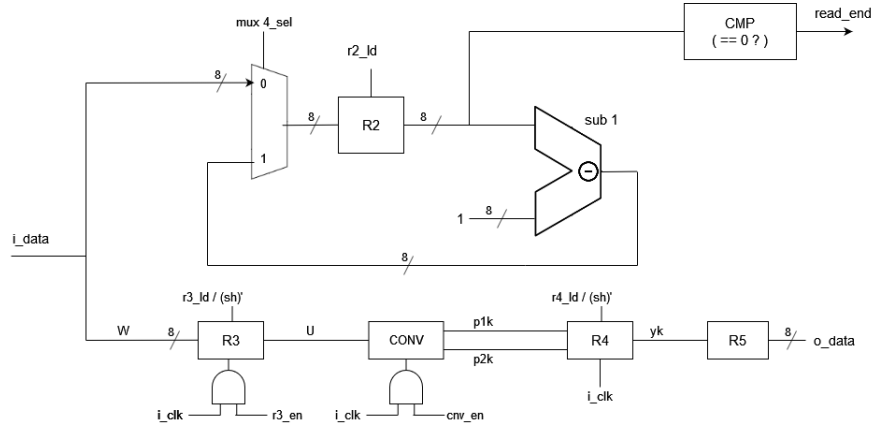 mux 4_sel
read_end
CMP
( == 0 ? )
8
0
r2_ld
8
R2
8
sub 1
1
-
1
8
8
i_data
r3_ld / (sh)'
r4_ld / (sh)'
W
8
R3
U
CONV
p1k
p2k
R4
yk
R5
8
o_data
i_clk
i_clk
r3_en
i_clk
cnv_en